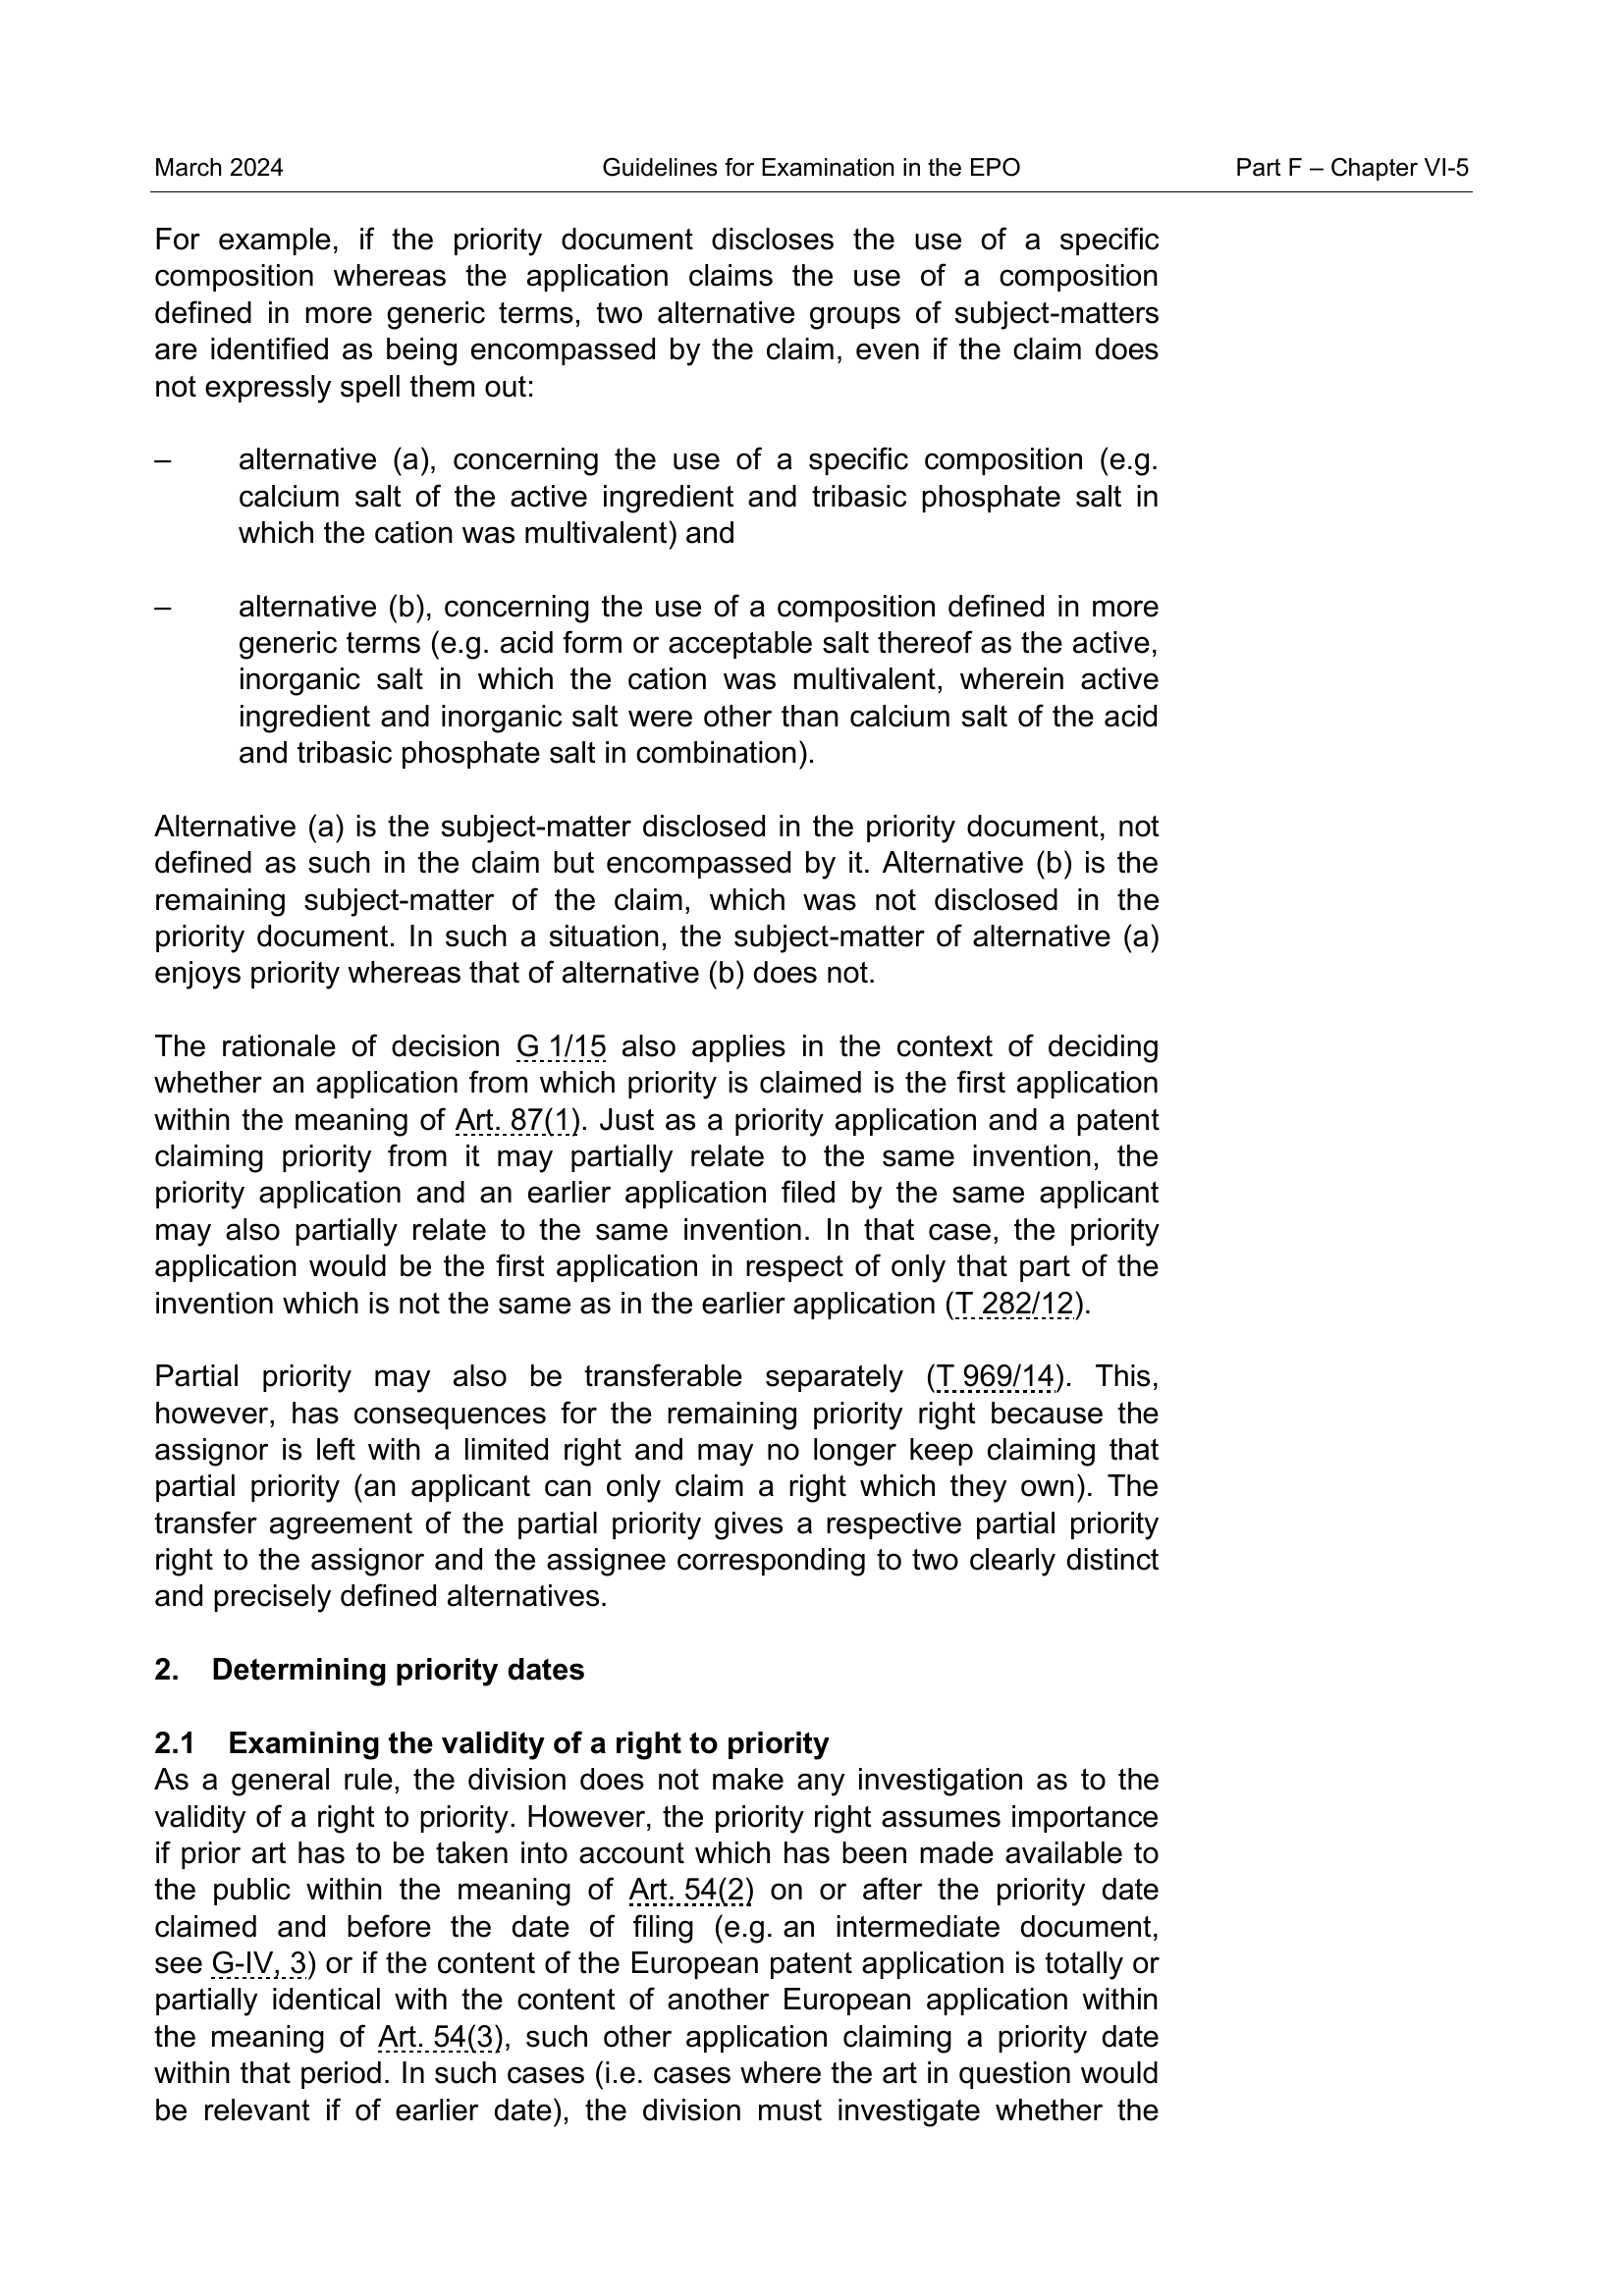 March 2024 Guidelines for Examination in the EPO Part F – Chapter VI-5
For example, if the priority document discloses the use of a specific
composition whereas the application claims the use of a composition
defined in more generic terms, two alternative groups of subject-matters
are identified as being encompassed by the claim, even if the claim does
not expressly spell them out:
– alternative (a), concerning the use of a specific composition (e.g.
calcium salt of the active ingredient and tribasic phosphate salt in
which the cation was multivalent) and
– alternative (b), concerning the use of a composition defined in more
generic terms (e.g. acid form or acceptable salt thereof as the active,
inorganic salt in which the cation was multivalent, wherein active
ingredient and inorganic salt were other than calcium salt of the acid
and tribasic phosphate salt in combination).
Alternative (a) is the subject-matter disclosed in the priority document, not
defined as such in the claim but encompassed by it. Alternative (b) is the
remaining subject-matter of the claim, which was not disclosed in the
priority document. In such a situation, the subject-matter of alternative (a)
enjoys priority whereas that of alternative (b) does not.
The rationale of decision G 1/15 also applies in the context of deciding
whether an application from which priority is claimed is the first application
within the meaning of Art. 87(1). Just as a priority application and a patent
claiming priority from it may partially relate to the same invention, the
priority application and an earlier application filed by the same applicant
may also partially relate to the same invention. In that case, the priority
application would be the first application in respect of only that part of the
invention which is not the same as in the earlier application (T 282/12).
Partial priority may also be transferable separately (T 969/14). This,
however, has consequences for the remaining priority right because the
assignor is left with a limited right and may no longer keep claiming that
partial priority (an applicant can only claim a right which they own). The
transfer agreement of the partial priority gives a respective partial priority
right to the assignor and the assignee corresponding to two clearly distinct
and precisely defined alternatives.
2. Determining priority dates
2.1 Examining the validity of a right to priority
As a general rule, the division does not make any investigation as to the
validity of a right to priority. However, the priority right assumes importance
if prior art has to be taken into account which has been made available to
the public within the meaning of Art. 54(2) on or after the priority date
claimed and before the date of filing (e.g. an intermediate document,
see G-IV, 3) or if the content of the European patent application is totally or
partially identical with the content of another European application within
the meaning of Art. 54(3), such other application claiming a priority date
within that period. In such cases (i.e. cases where the art in question would
be relevant if of earlier date), the division must investigate whether the